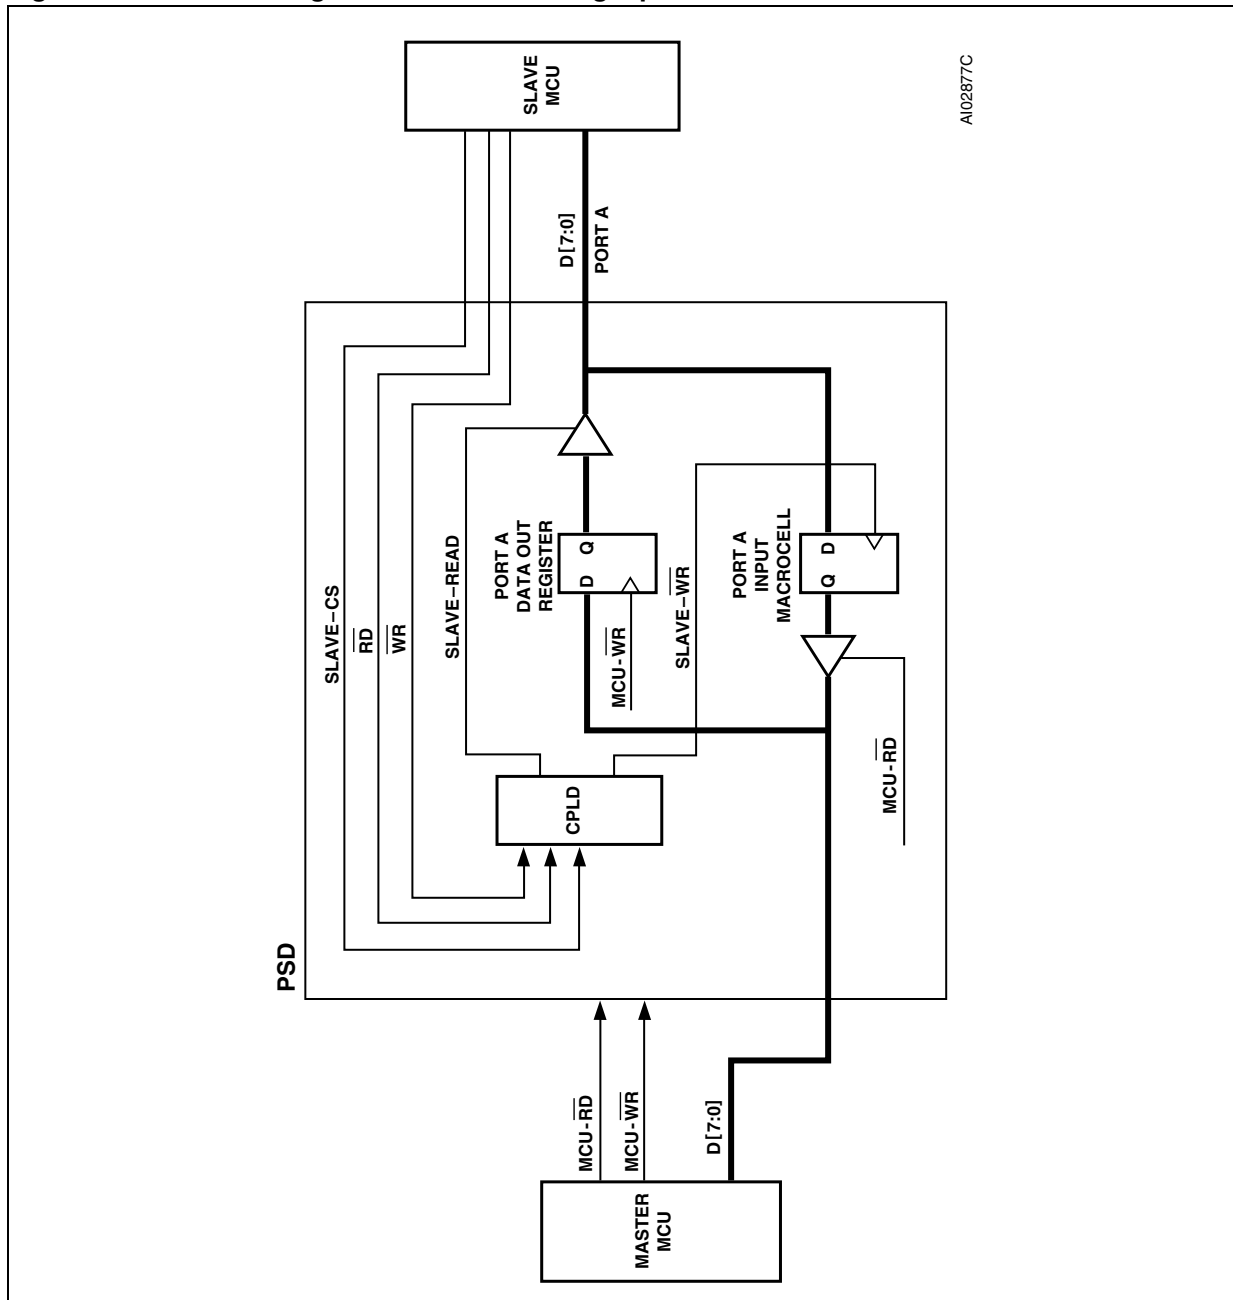 SLAVE
MCU
AI02877C
D[7:0]
PORT A
SLAVE–CS
RD
WR
SLAVE–READ
PORT A
DATA OUT
REGISTER
D Q
MCU-WR
SLAVE–WR
PORT A
INPUT
MACROCELL
Q D
MCU-RD
CPLD
PSD
MCU-RD
MCU-WR
D[7:0]
MASTER
MCU